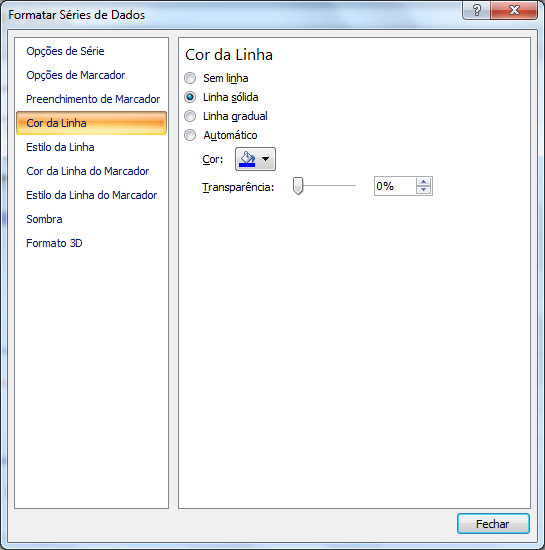 Formatar Séries de Dados
?
Opções de Série
Opções de Marcador
Preenchimento de Marcador
Cor da Linha
Estilo da Linha
Cor da Linha do Marcador
Estilo da Linha do Marcador
Sombra
Formato 3D
Cor da Linha
Sem linha
Linha sólida
Linha gradual
Automático
Cor:
Transparência: 0%
Fechar